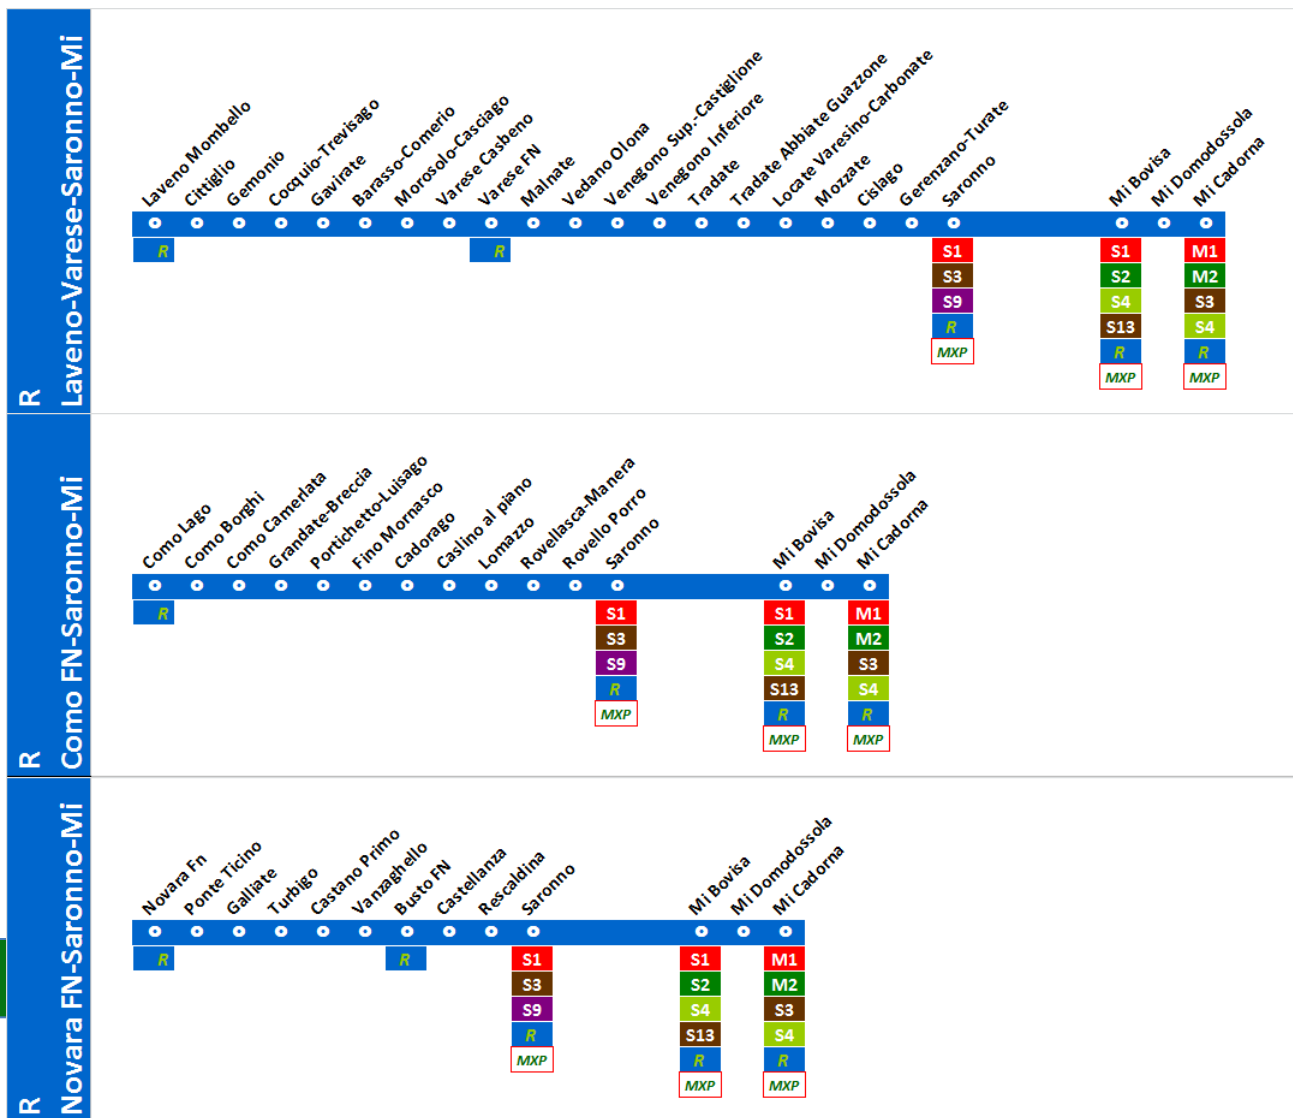 R
Laveno-Varese-Saronno-Mi
Laveno Mombello
Cittiglio
Gemonio
Cocquio-Trevisago
Gavirate
Barasso-Comerio
Morosolo-Casciago
Varese Casbeno
Varese FN
Malnate
Vedano Olona
Venegono Sup.-Castiglione
Venegono Inferiore
Tradate
Tradate Abbiate Guazzone
Locate Varesino-Carbonate
Mozzate
Cislago
Gerenzano-Turate
Saronno
Mi Bovisa
Mi Domodossola
Mi Cadorna
R
R
S1
S3
S9
R
MXP
S1
S2
S4
S13
R
MXP
M1
M2
S3
S4
R
MXP
R
Como FN-Saronno-Mi
Como Lago
Como Borghi
Como Camerlata
Grandate-Breccia
Portichetto-Luisago
Fino Mornasco
Cadorago
Caslino al piano
Lomazzo
Rovellasca-Manera
Rovello Porro
Saronno
Mi Bovisa
Mi Domodossola
Mi Cadorna
R
S1
S3
S9
R
MXP
S1
S2
S4
S13
R
MXP
M1
M2
S3
S4
R
MXP
R
Novara FN-Saronno-Mi
Novara Fn
Ponte Ticino
Galliate
Turbigo
Castano Primo
Vanzaghello
Busto FN
Castellanza
Rescaldina
Saronno
Mi Bovisa
Mi Domodossola
Mi Cadorna
R
R
S1
S3
S9
R
MXP
S1
S2
S4
S13
R
MXP
M1
M2
S3
S4
R
MXP